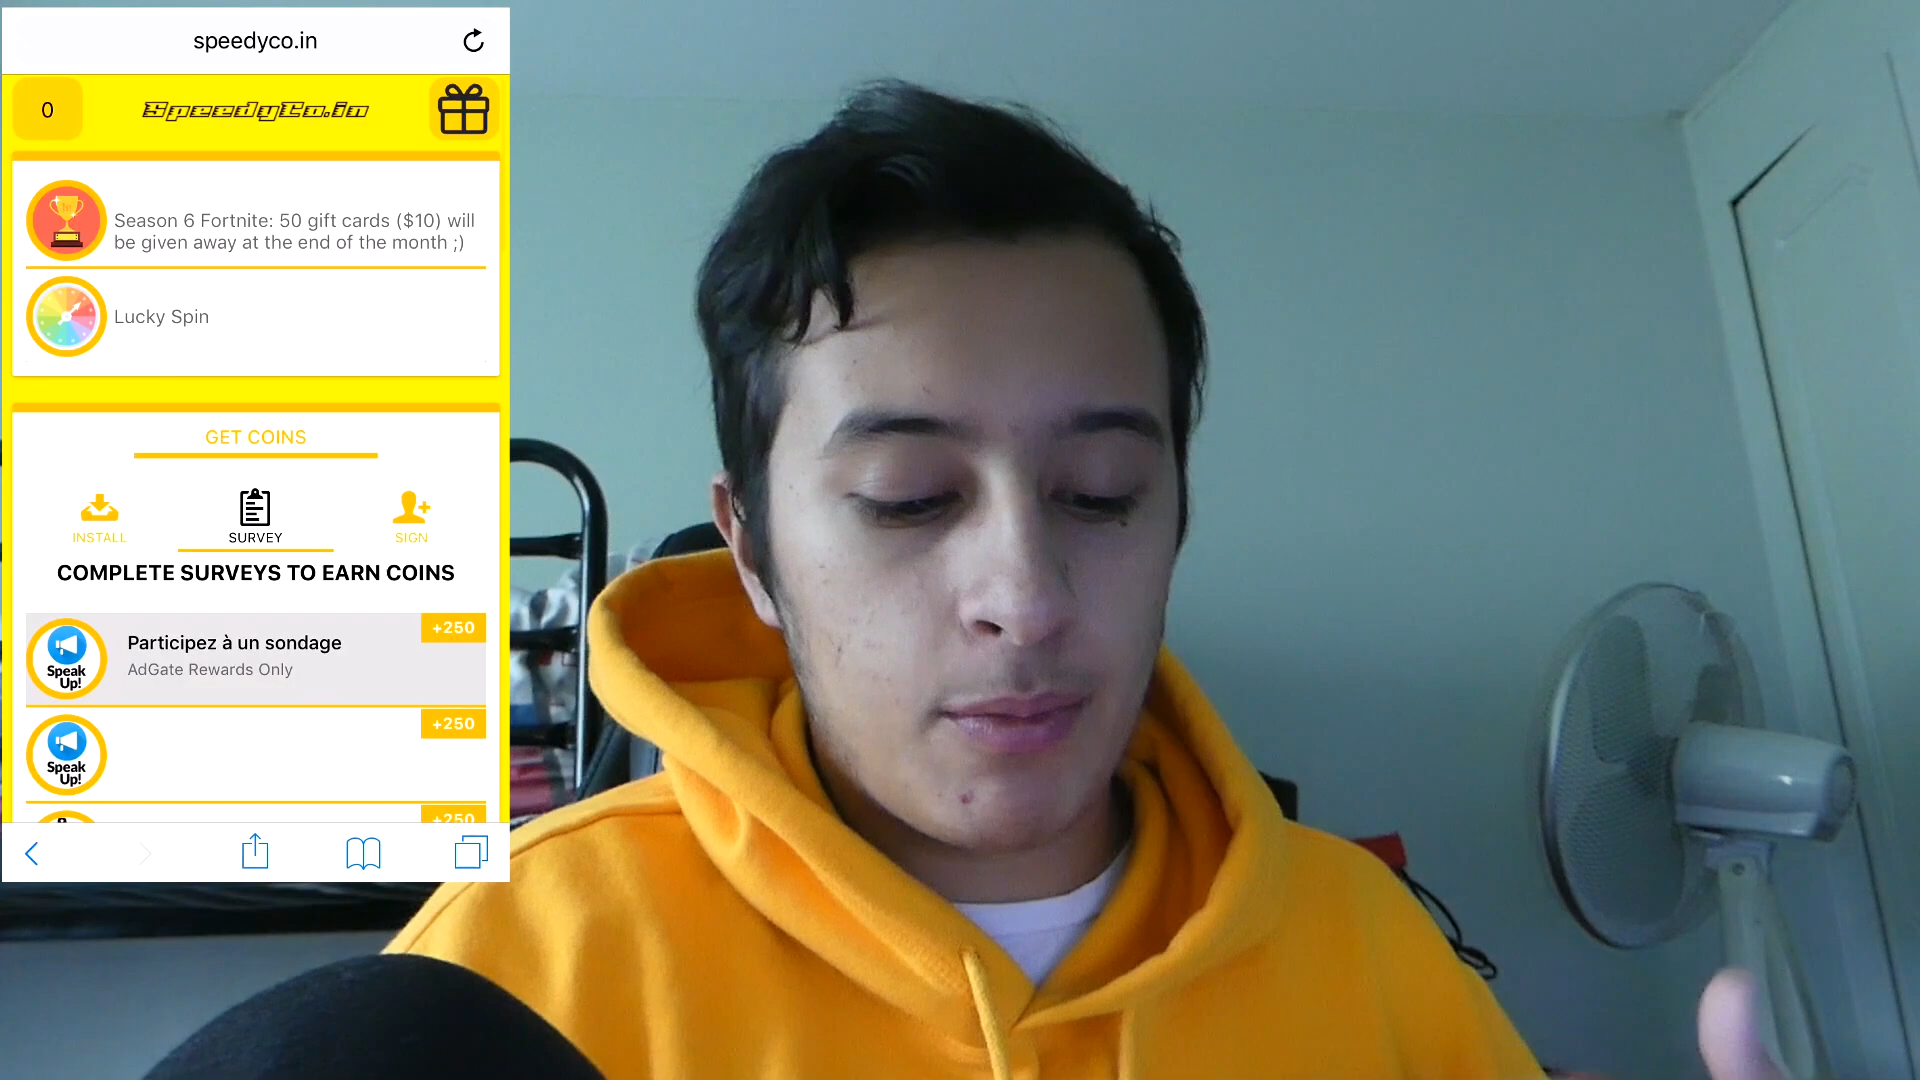 speedyco.in
0
SpeedyCo.in
Season 6 Fortnite: 50 gift cards ($10) will
be given away at the end of the month ;)
Lucky Spin
GET COINS
INSTALL
SURVEY
SIGN
COMPLETE SURVEYS TO EARN COINS
+250
Participez à un sondage
AdGate Rewards Only
Speak
Up!
+250
Speak
Up!
+250